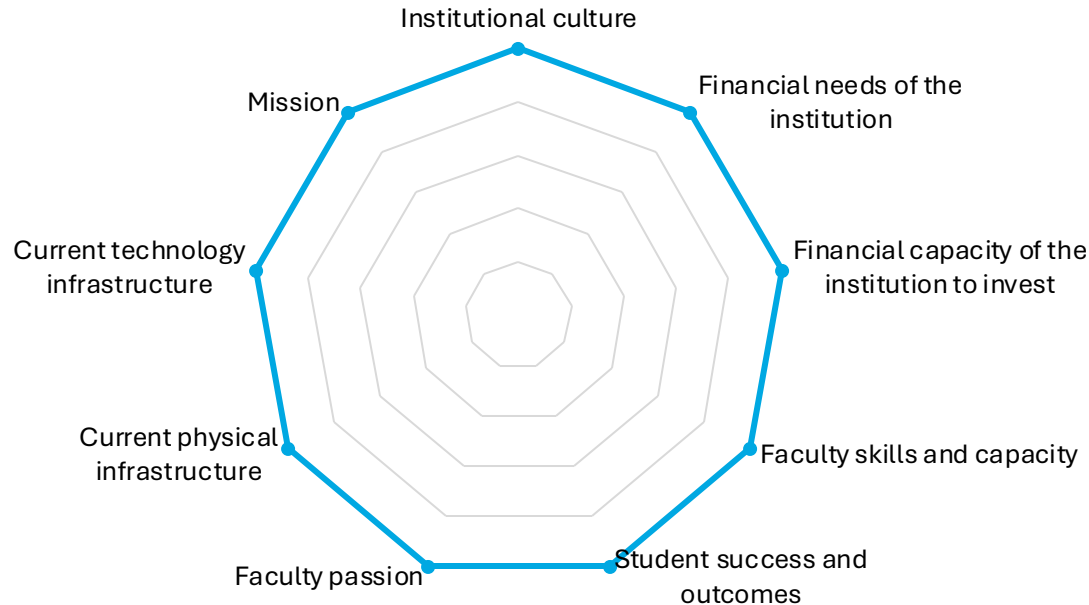 Institutional culture
Financial needs of the
institution
Mission
Current technology
infrastructure
Financial capacity of the
institution to invest
Current physical
infrastructure
Faculty skills and capacity
Faculty passion
Student success and
outcomes